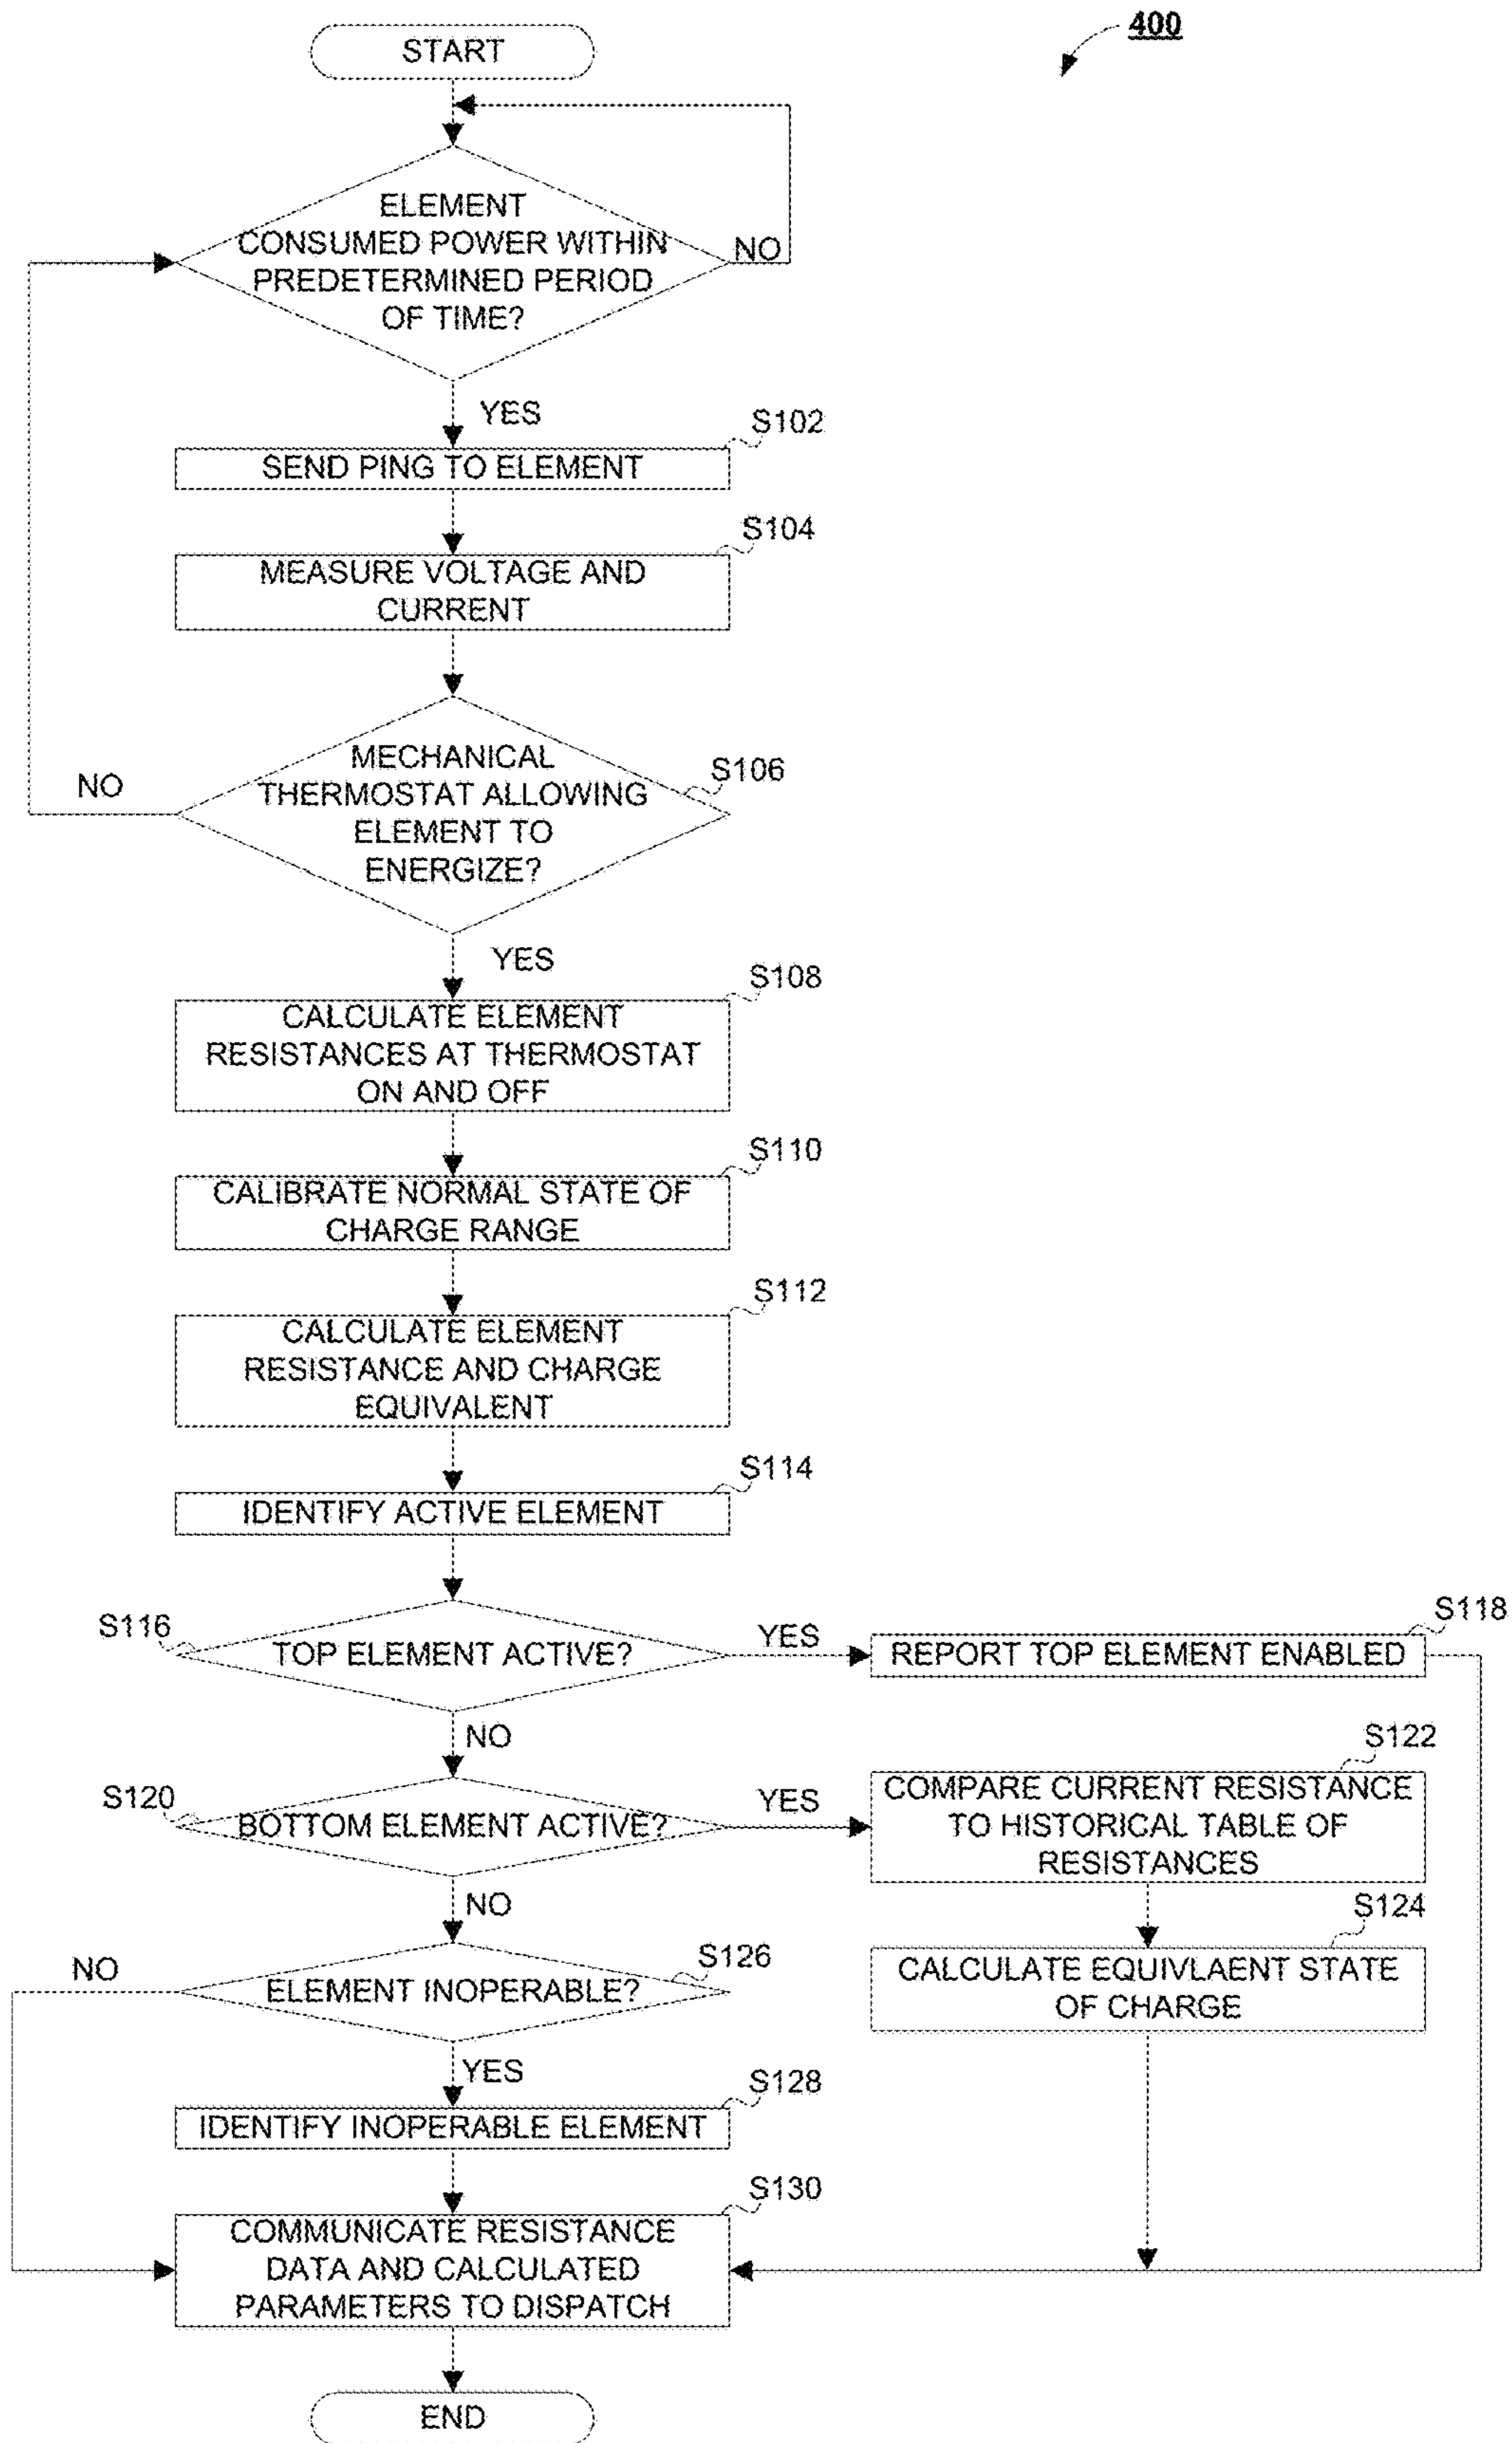 400
START
ELEMENT
CONSUMED POWER WITHIN
PREDETERMINED PERIOD
OF TIME?
NO
YES
S102
SEND PING TO ELEMENT
S104
MEASURE VOLTAGE AND
CURRENT
MECHANICAL
THERMOSTAT ALLOWING
ELEMENT TO
ENERGIZE?
S106
NO
YES
S108
CALCULATE ELEMENT
RESISTANCES AT THERMOSTAT
ON AND OFF
S110
CALIBRATE NORMAL STATE OF
CHARGE RANGE
S112
CALCULATE ELEMENT
RESISTANCE AND CHARGE
EQUIVALENT
S114
IDENTIFY ACTIVE ELEMENT
S116
TOP ELEMENT ACTIVE?
YES
S118
REPORT TOP ELEMENT ENABLED
NO
S120
BOTTOM ELEMENT ACTIVE?
YES
S122
COMPARE CURRENT RESISTANCE
TO HISTORICAL TABLE OF
RESISTANCES
NO
S124
CALCULATE EQUIVLAENT STATE
OF CHARGE
S126
ELEMENT INOPERABLE?
NO
YES
S128
IDENTIFY INOPERABLE ELEMENT
S130
COMMUNICATE RESISTANCE
DATA AND CALCULATED
PARAMETERS TO DISPATCH
END